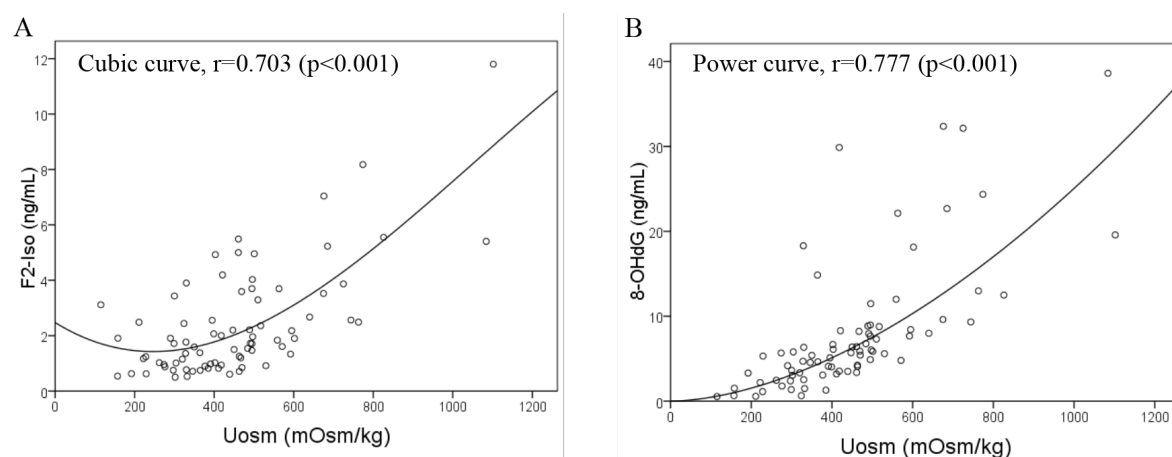 A
Cubic curve, r=0.703 (p<0.001)
F2-Iso (ng/mL)
12
10
8
6
4
2
0
0 200 400 600 800 1000 1200
Uosm (mOsm/kg)
B
Power curve, r=0.777 (p<0.001)
8-OHdG (ng/mL)
40
30
20
10
0
0 200 400 600 800 1000 1200
Uosm (mOsm/kg)